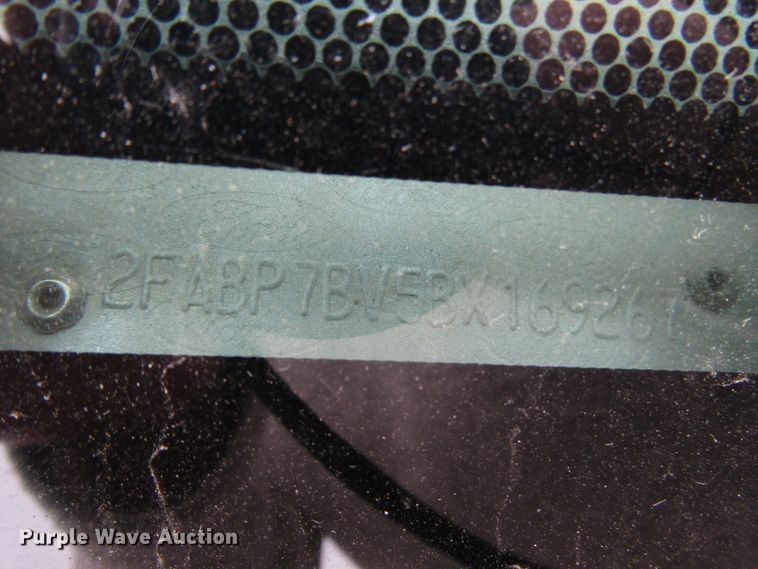 2FABP7BV5BX169267
Purple Wave Auction